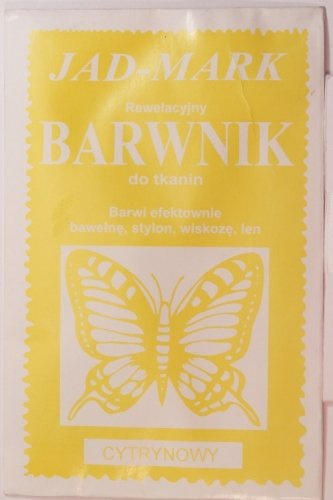 JAD-MARK
Rewelacyjny
BARWNIK
do tkanin
Barwi efektownie
bawełnę, stylon, wiskozę, len
CYTRYNOWY